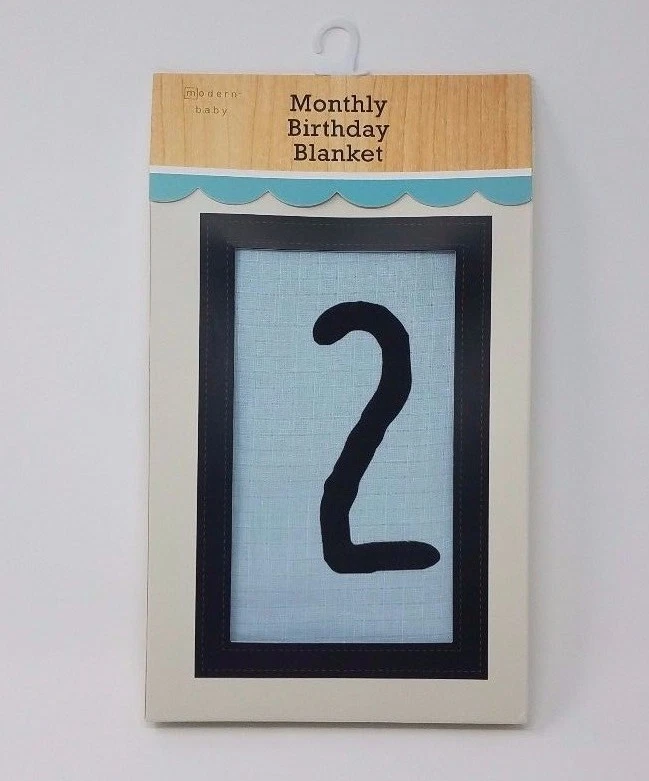 modern
baby
Monthly
Birthday
Blanket
2